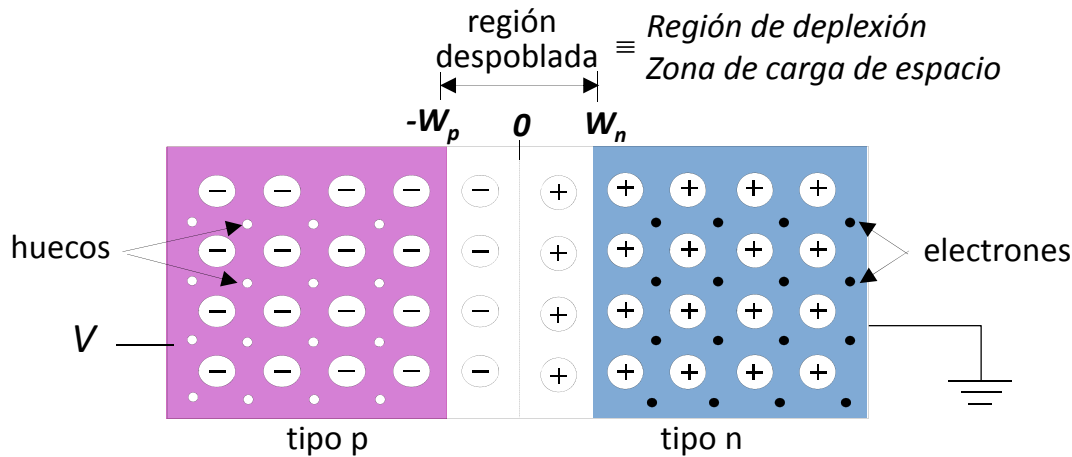 región
despoblada
≡
Región de deplexión
Zona de carga de espacio
-Wp 0 Wn
huecos
electrones
V
tipo p
tipo n